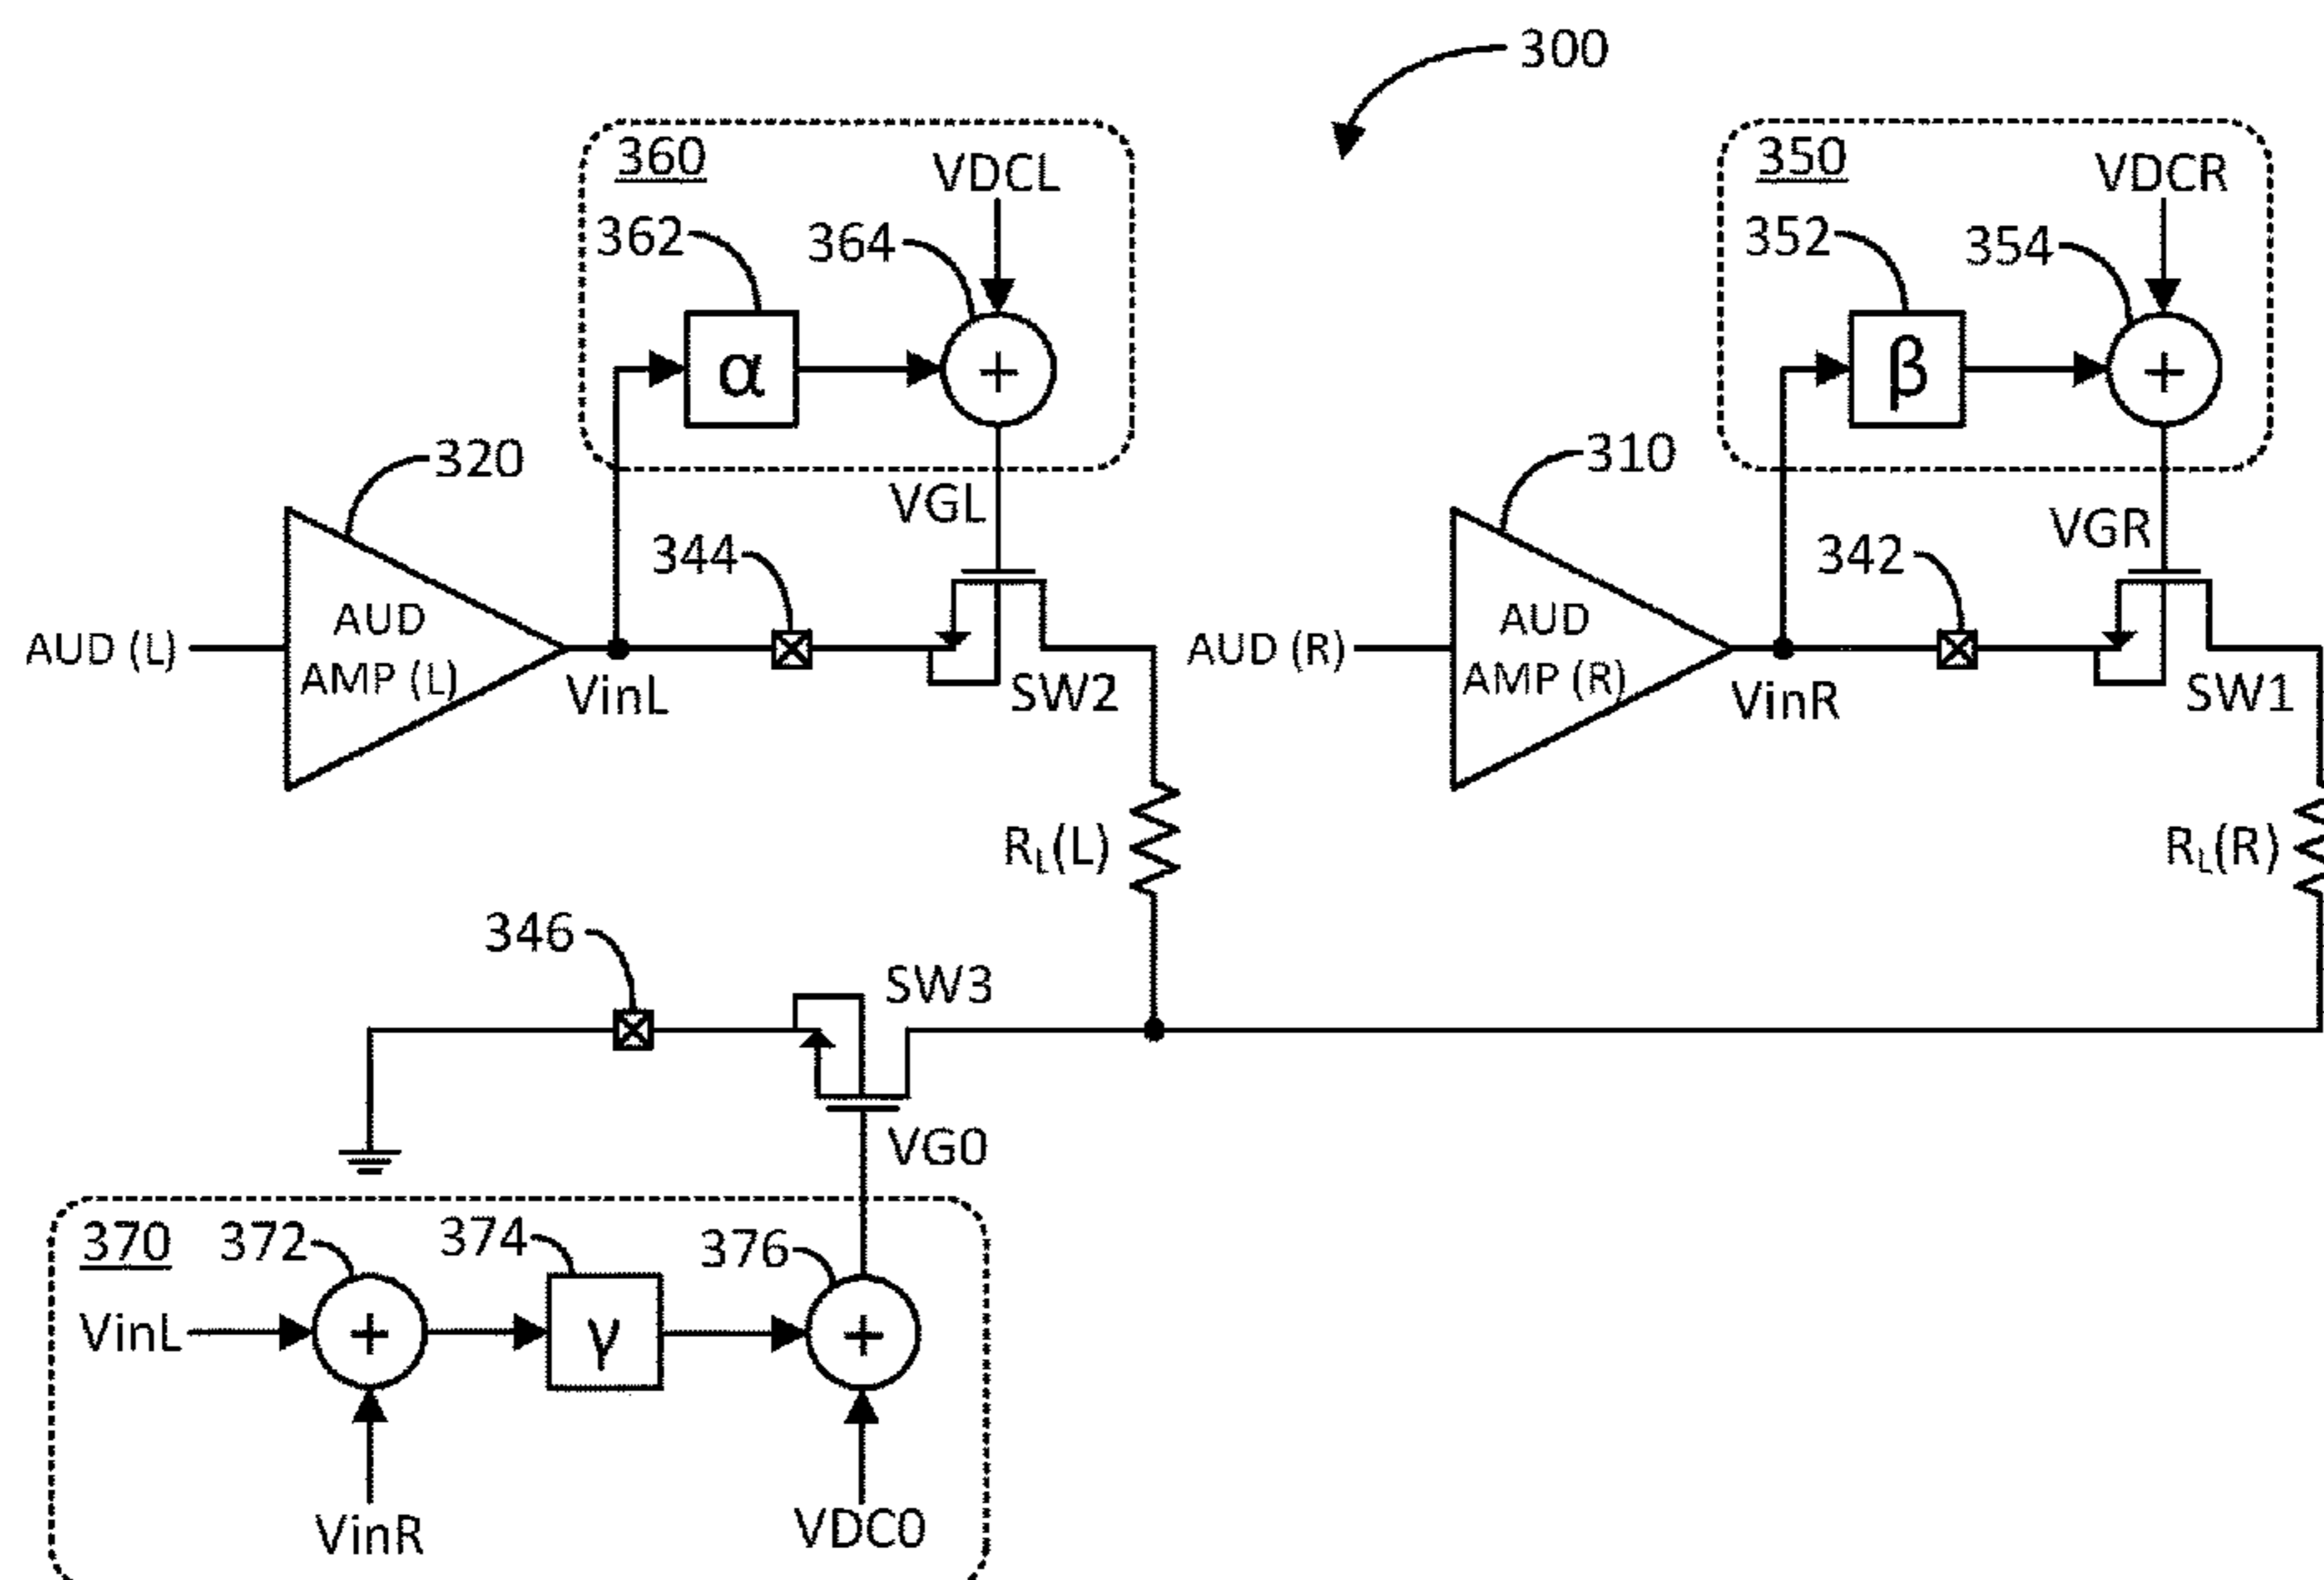 300
360
VDCL
362
364
α
+
350
VDCR
352
354
β
+
320
VGL
344
AUD (L)
AUD
AMP (L)
VinL
SW2
310
VGR
342
AUD (R)
AUD
AMP (R)
VinR
SW1
RL(L)
RL(R)
346
SW3
VG0
370
372
374
376
VinL
+
γ
+
VinR
VDC0